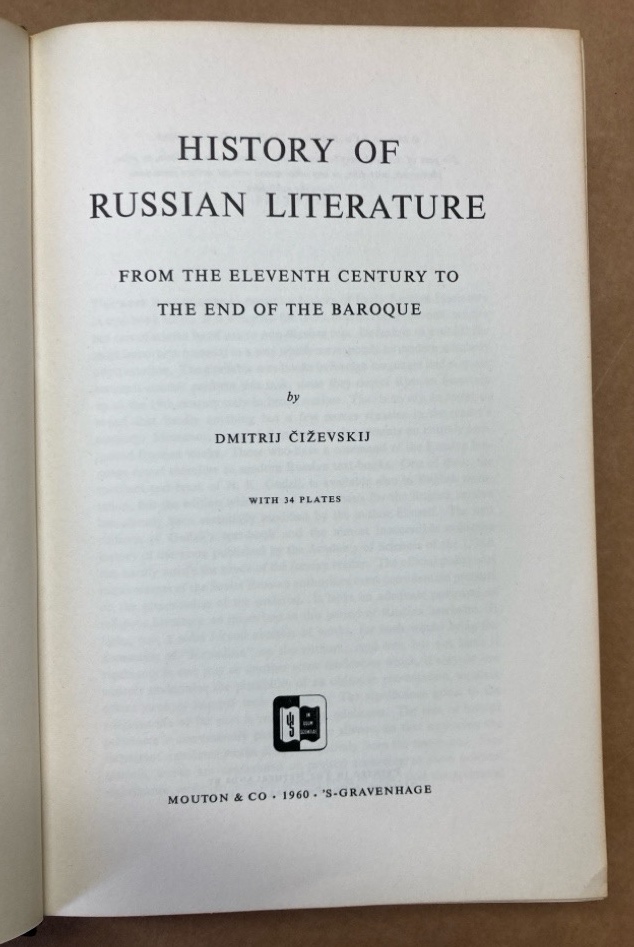 HISTORY OF
RUSSIAN LITERATURE
FROM THE ELEVENTH CENTURY TO
THE END OF THE BAROQUE
by
DMITRIJ ČIŽEVSKIJ
WITH 34 PLATES
MOUTON & CO · 1960 · 'S-GRAVENHAGE